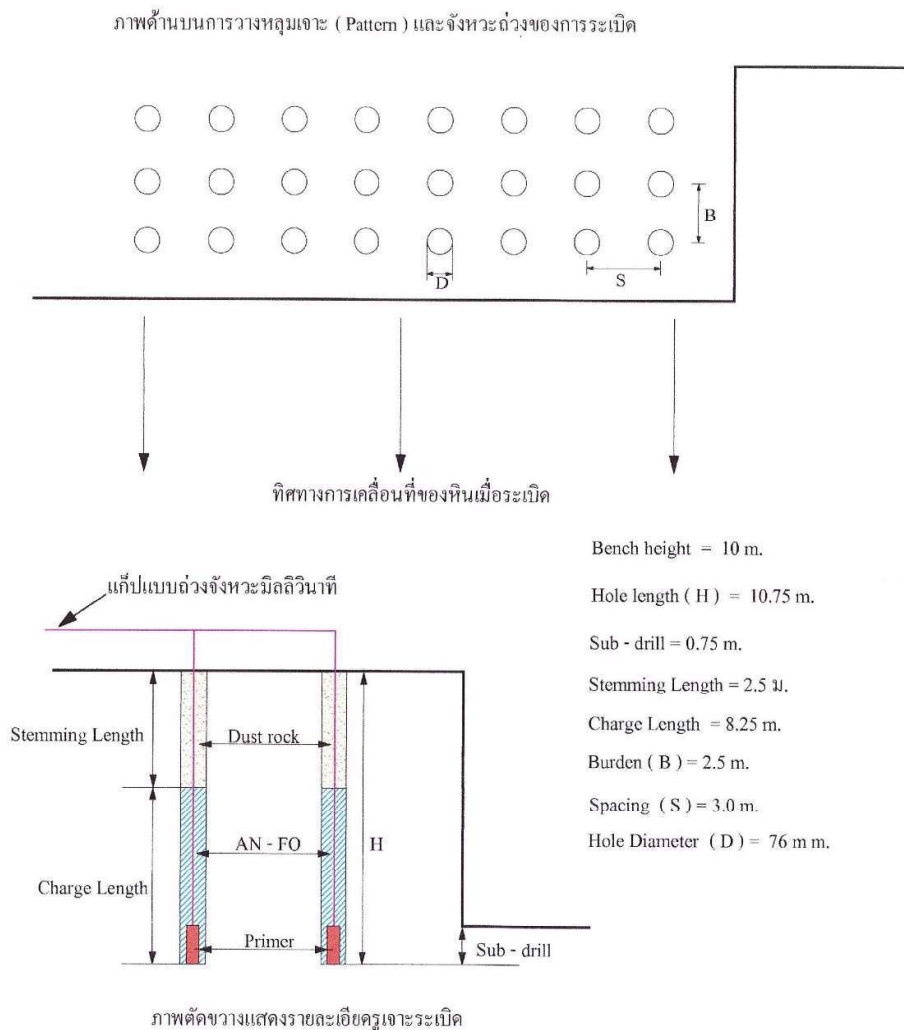 ภาพด้านบนการวางหลุมเจาะ ( Pattern ) และจังหวะถ่วงของการระเบิด
B
D
S
ทิศทางการเคลื่อนที่ของหินเมื่อระเบิด
Bench height = 10 m.
Hole length ( H ) = 10.75 m.
Sub - drill = 0.75 m.
Stemming Length = 2.5 ม.
Charge Length = 8.25 m.
Burden ( B ) = 2.5 m.
Spacing ( S ) = 3.0 m.
Hole Diameter ( D ) = 76 m m.
แก็ปแบบถ่วงจังหวะมิลลิวินาที
Stemming Length
Dust rock
AN - FO
H
Charge Length
Primer
Sub - drill
ภาพตัดขวางแสดงรายละเอียดรูเจาะระเบิด